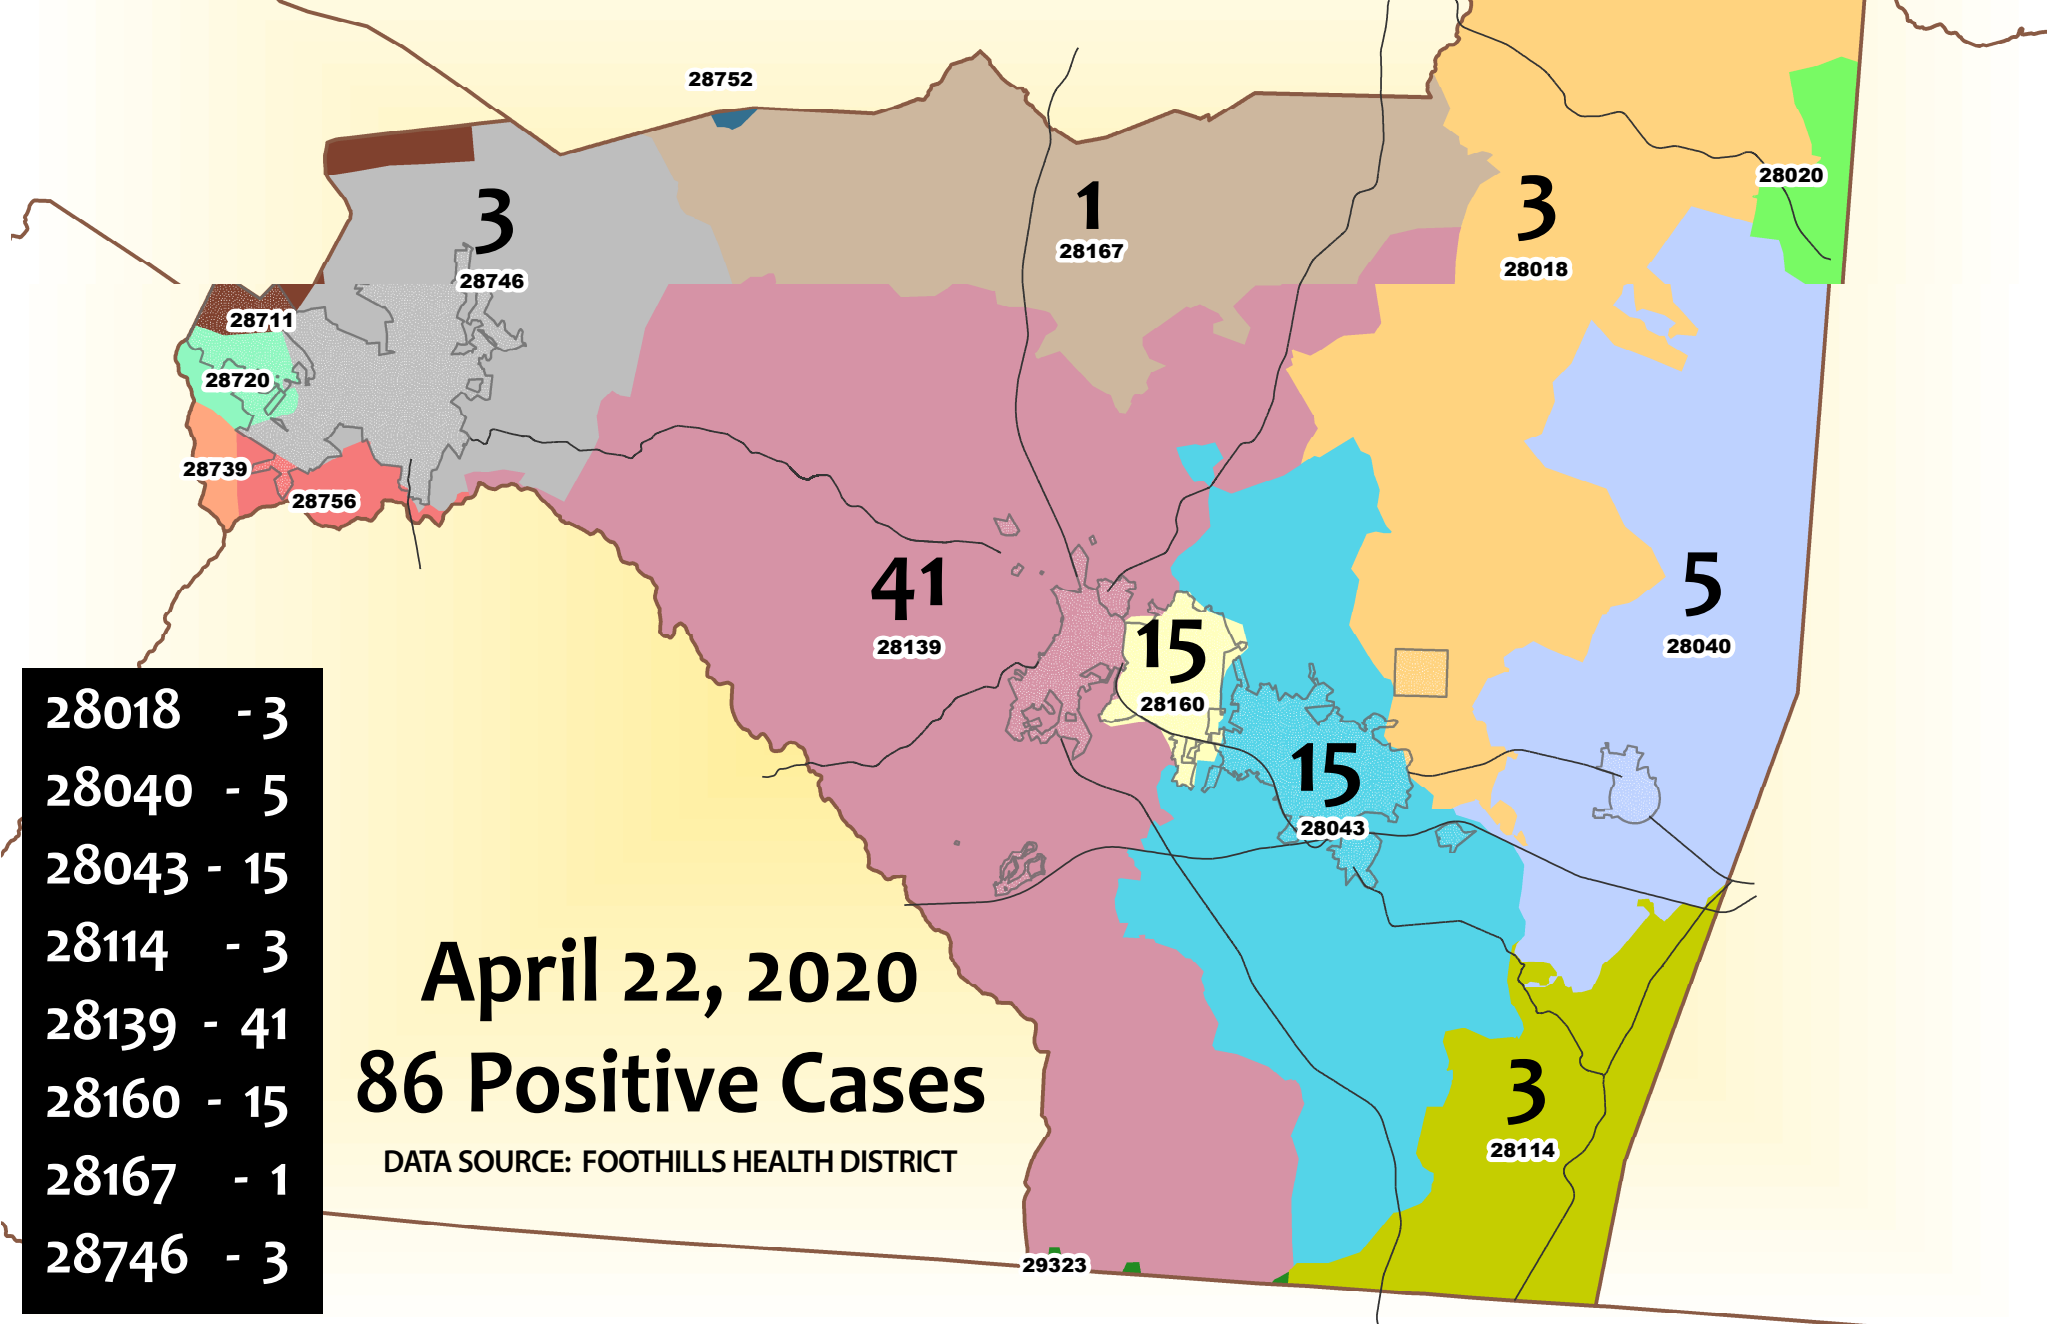 28752
28020
3
28746
1
28167
3
28018
28711
28720
28739
28756
41
28139
15
28160
5
28040
15
28043
28018 - 3
28040 - 5
28043 - 15
28114 - 3
28139 - 41
28160 - 15
28167 - 1
28746 - 3
April 22, 2020
86 Positive Cases
DATA SOURCE: FOOTHILLS HEALTH DISTRICT
3
28114
29323